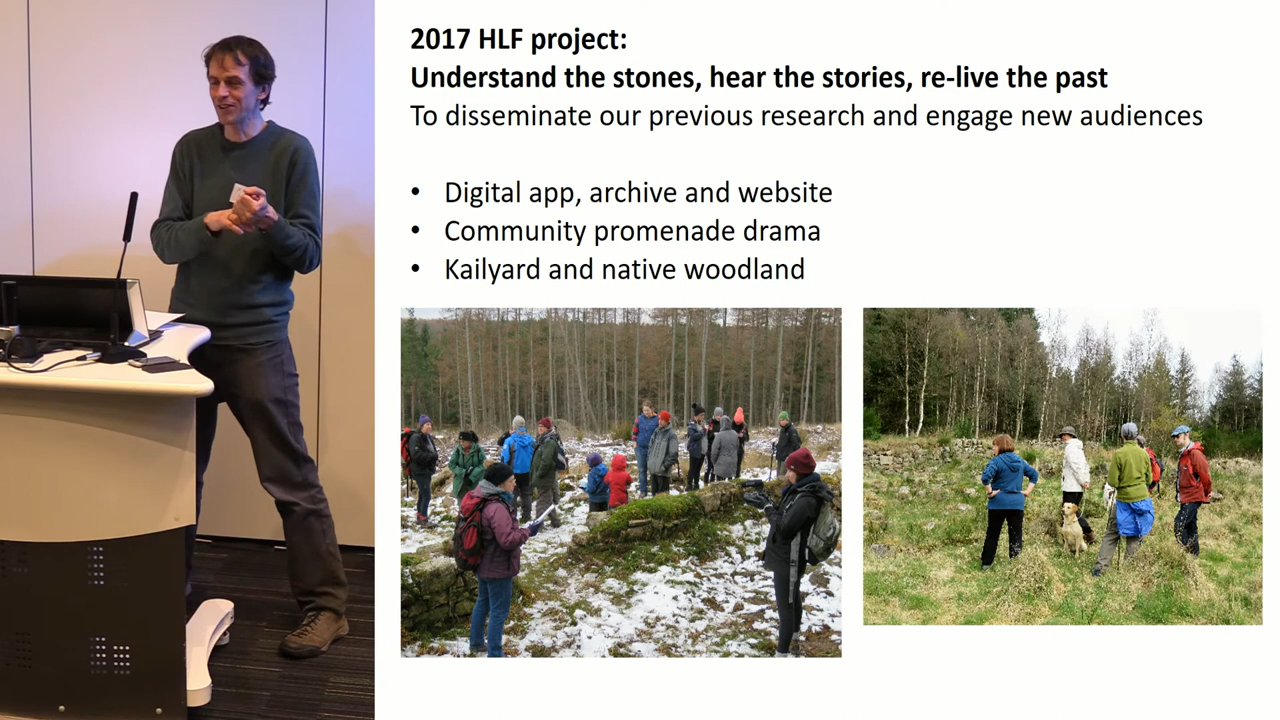 2017 HLF project:
Understand the stones, hear the stories, re-live the past
To disseminate our previous research and engage new audiences
• Digital app, archive and website
• Community promenade drama
• Kailyard and native woodland